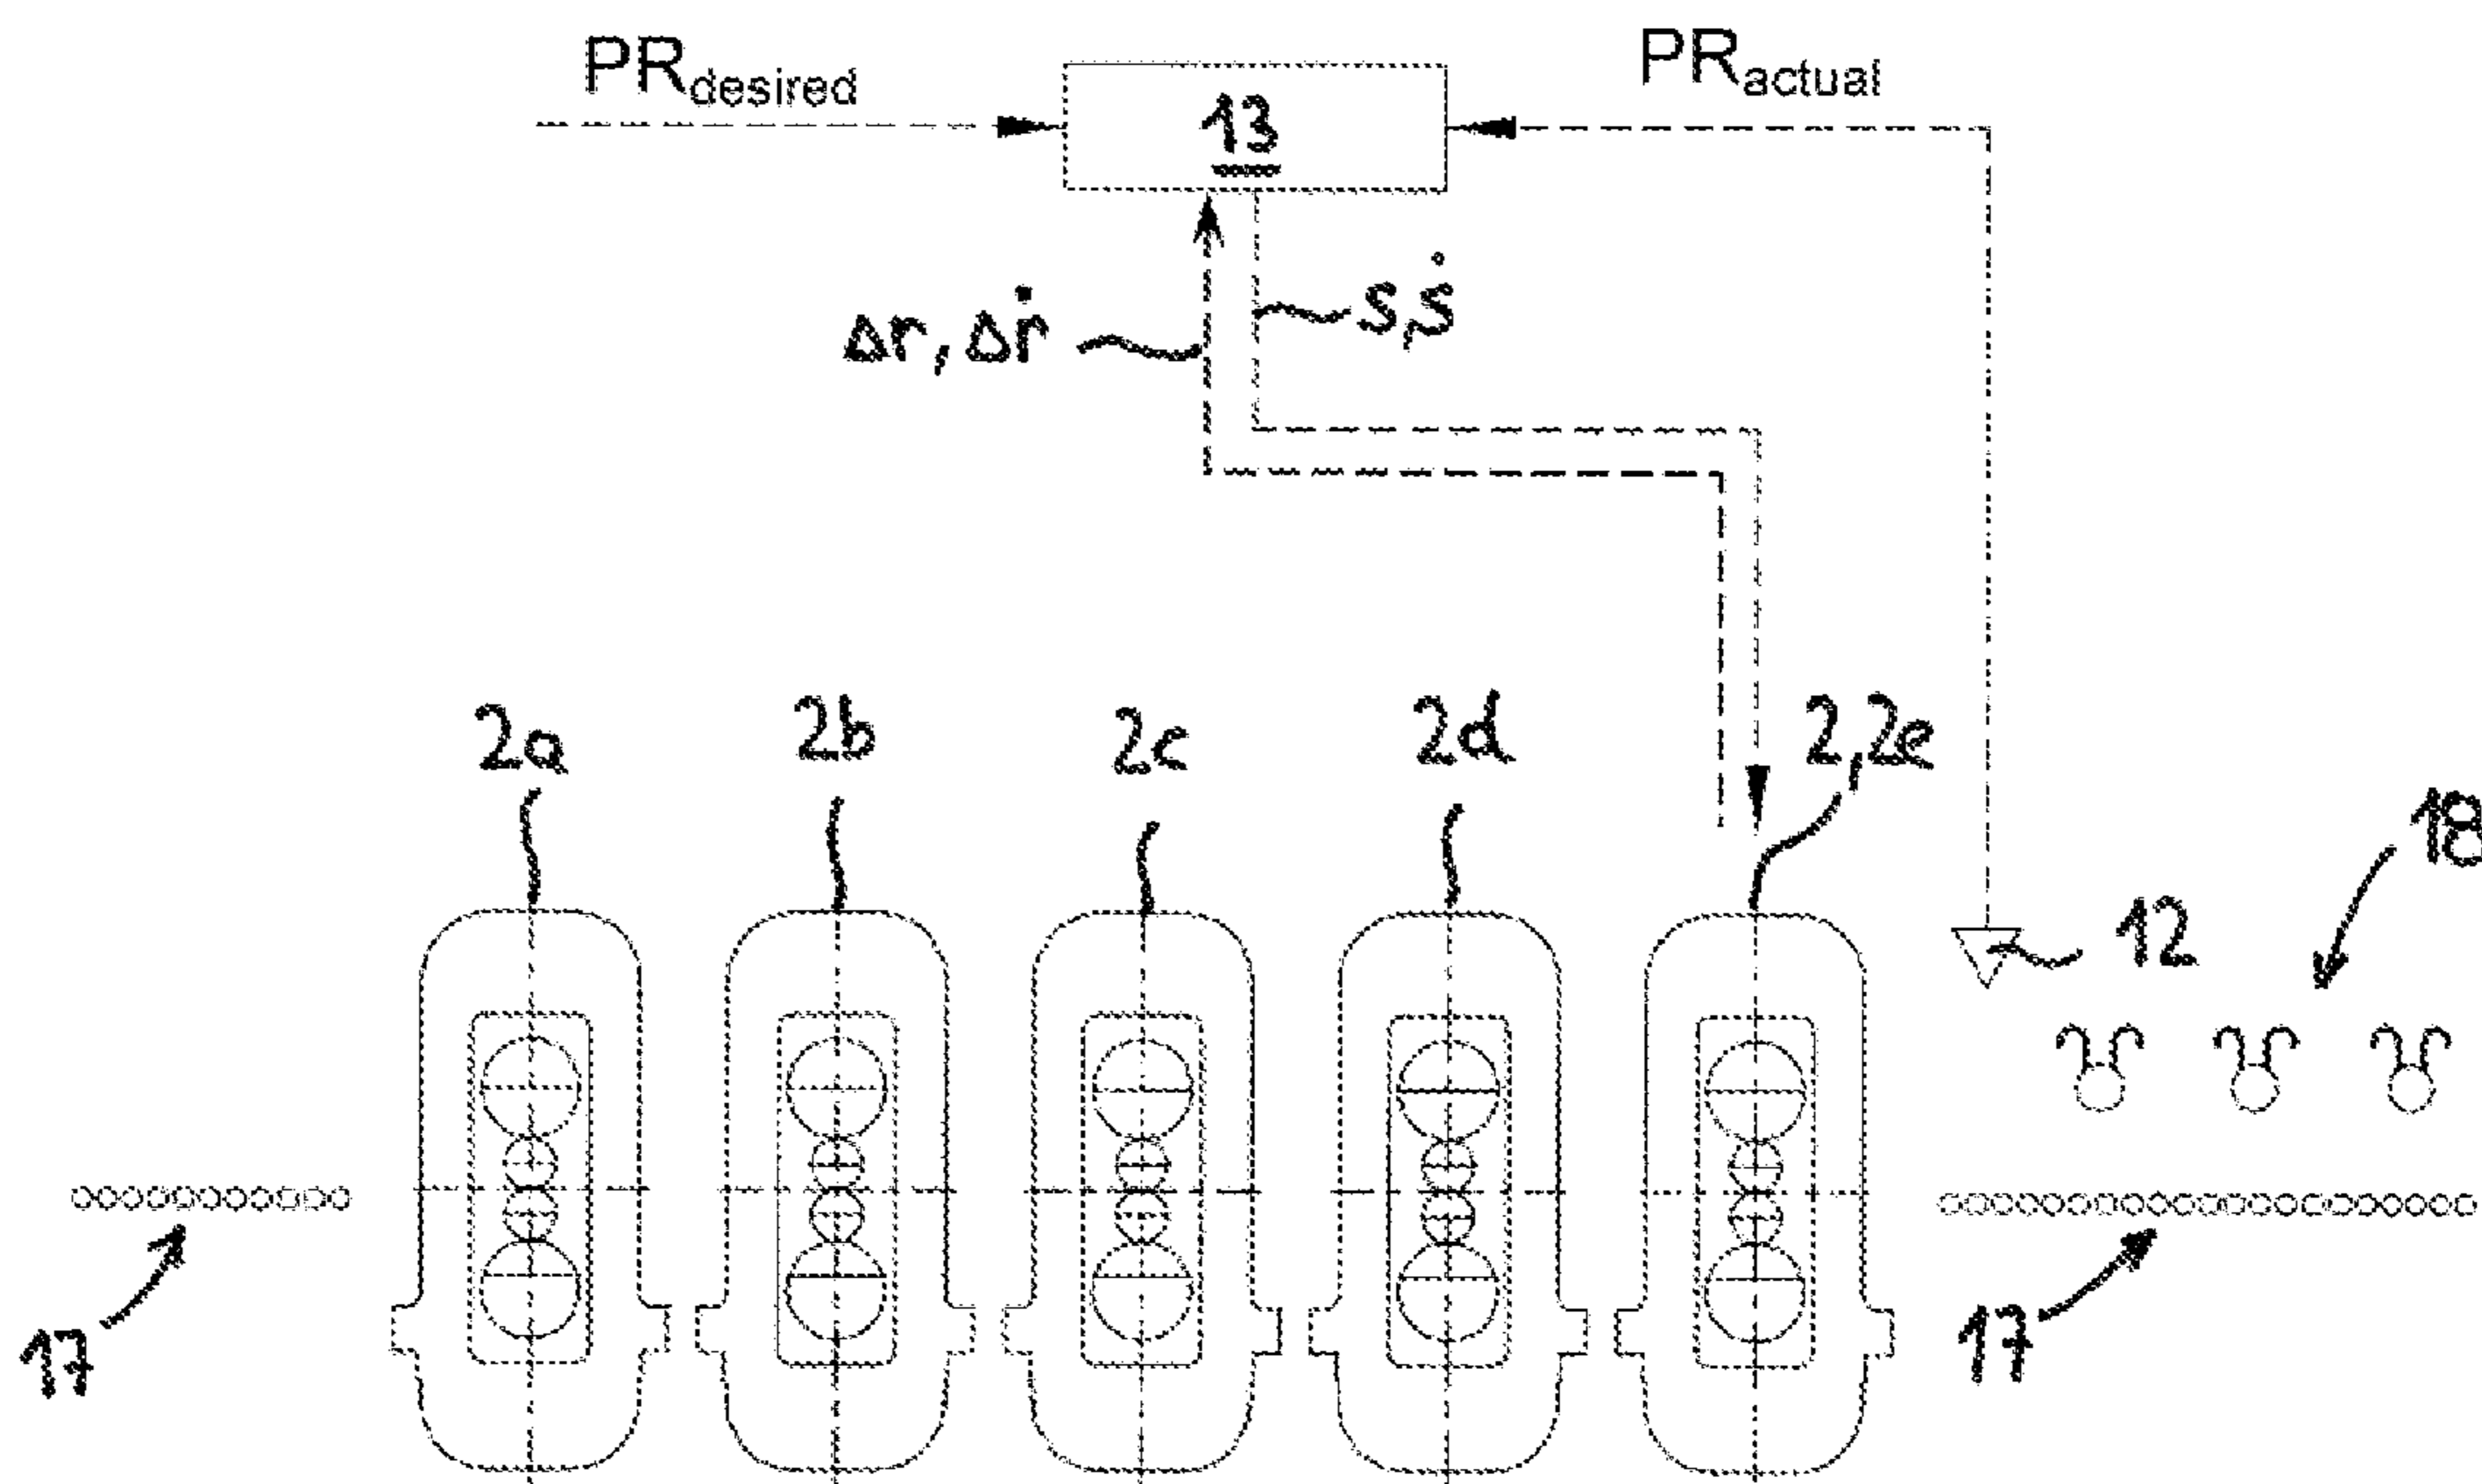 PRdesired
13
PRactual
Δr, Δṙ
s,ṡ
2a
2b
2c
2d
2,2e
18
12
17
17